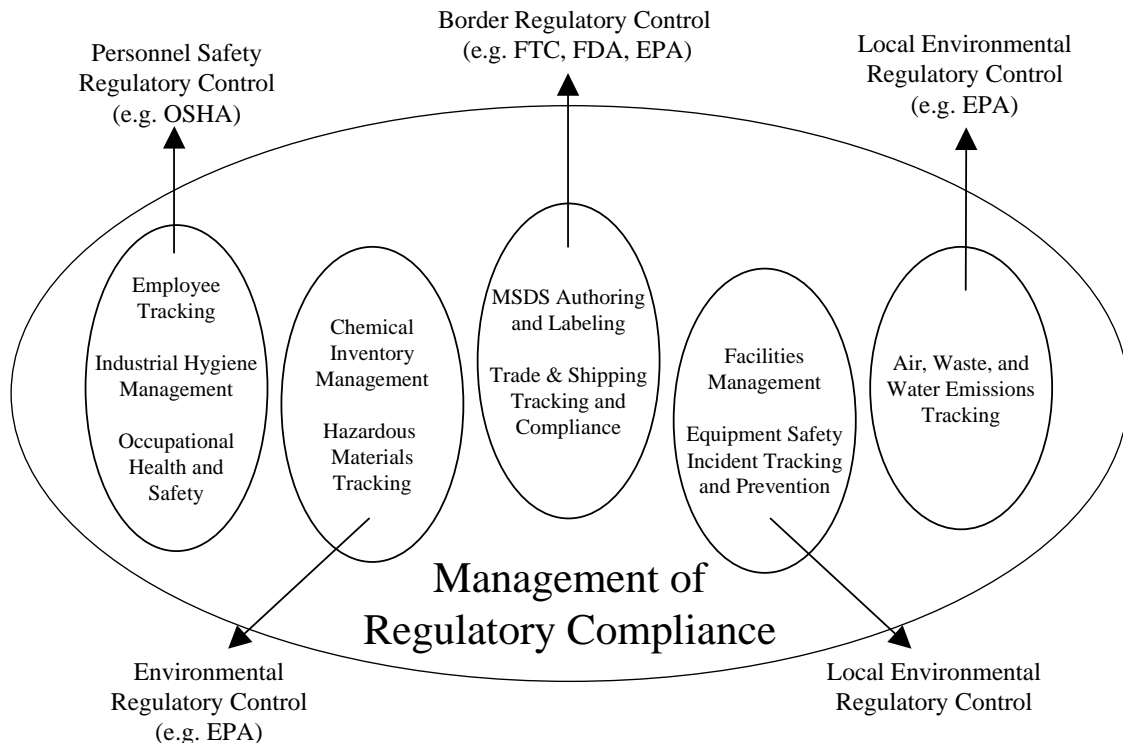 Personnel Safety
Regulatory Control
(e.g. OSHA)
Border Regulatory Control
(e.g. FTC, FDA, EPA)
Local Environmental
Regulatory Control
(e.g. EPA)
Employee
Tracking
Industrial Hygiene
Management
Occupational
Health and
Safety
Chemical
Inventory
Management
Hazardous
Materials
Tracking
MSDS Authoring
and Labeling
Trade & Shipping
Tracking and
Compliance
Facilities
Management
Equipment Safety
Incident Tracking
and Prevention
Air, Waste, and
Water Emissions
Tracking
Management of
Regulatory Compliance
Environmental
Regulatory Control
(e.g. EPA)
Local Environmental
Regulatory Control